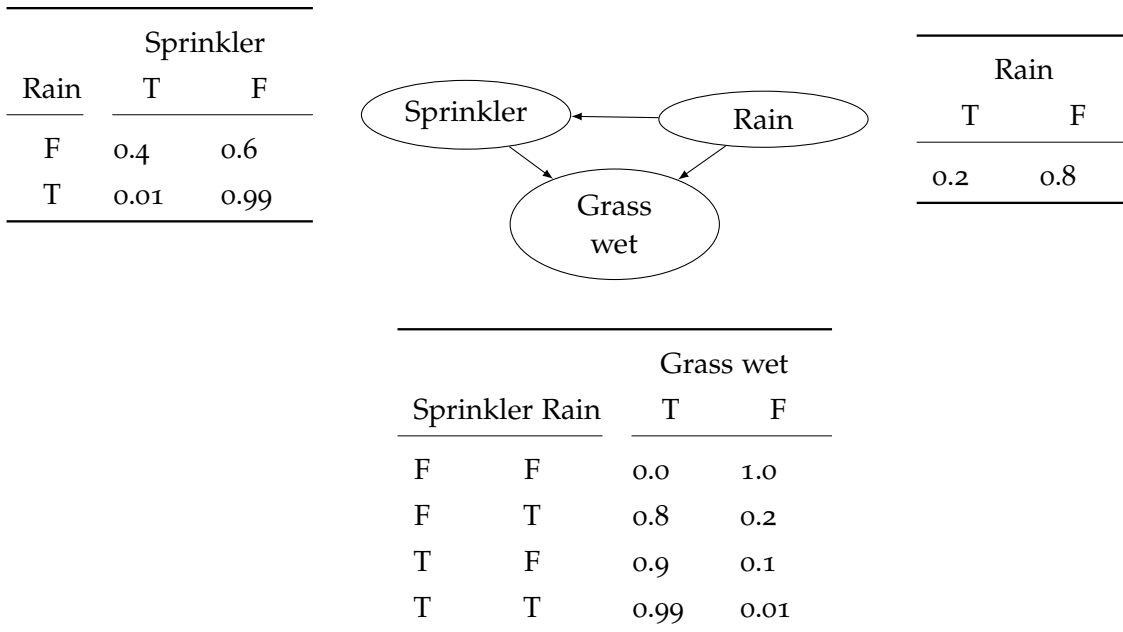 Sprinkler
Rain T F
F 0.4 0.6
T 0.01 0.99
Sprinkler
Rain
Grass
wet
Rain
T F
0.2 0.8
Grass wet
Sprinkler Rain T F
F F 0.0 1.0
F T 0.8 0.2
T F 0.9 0.1
T T 0.99 0.01